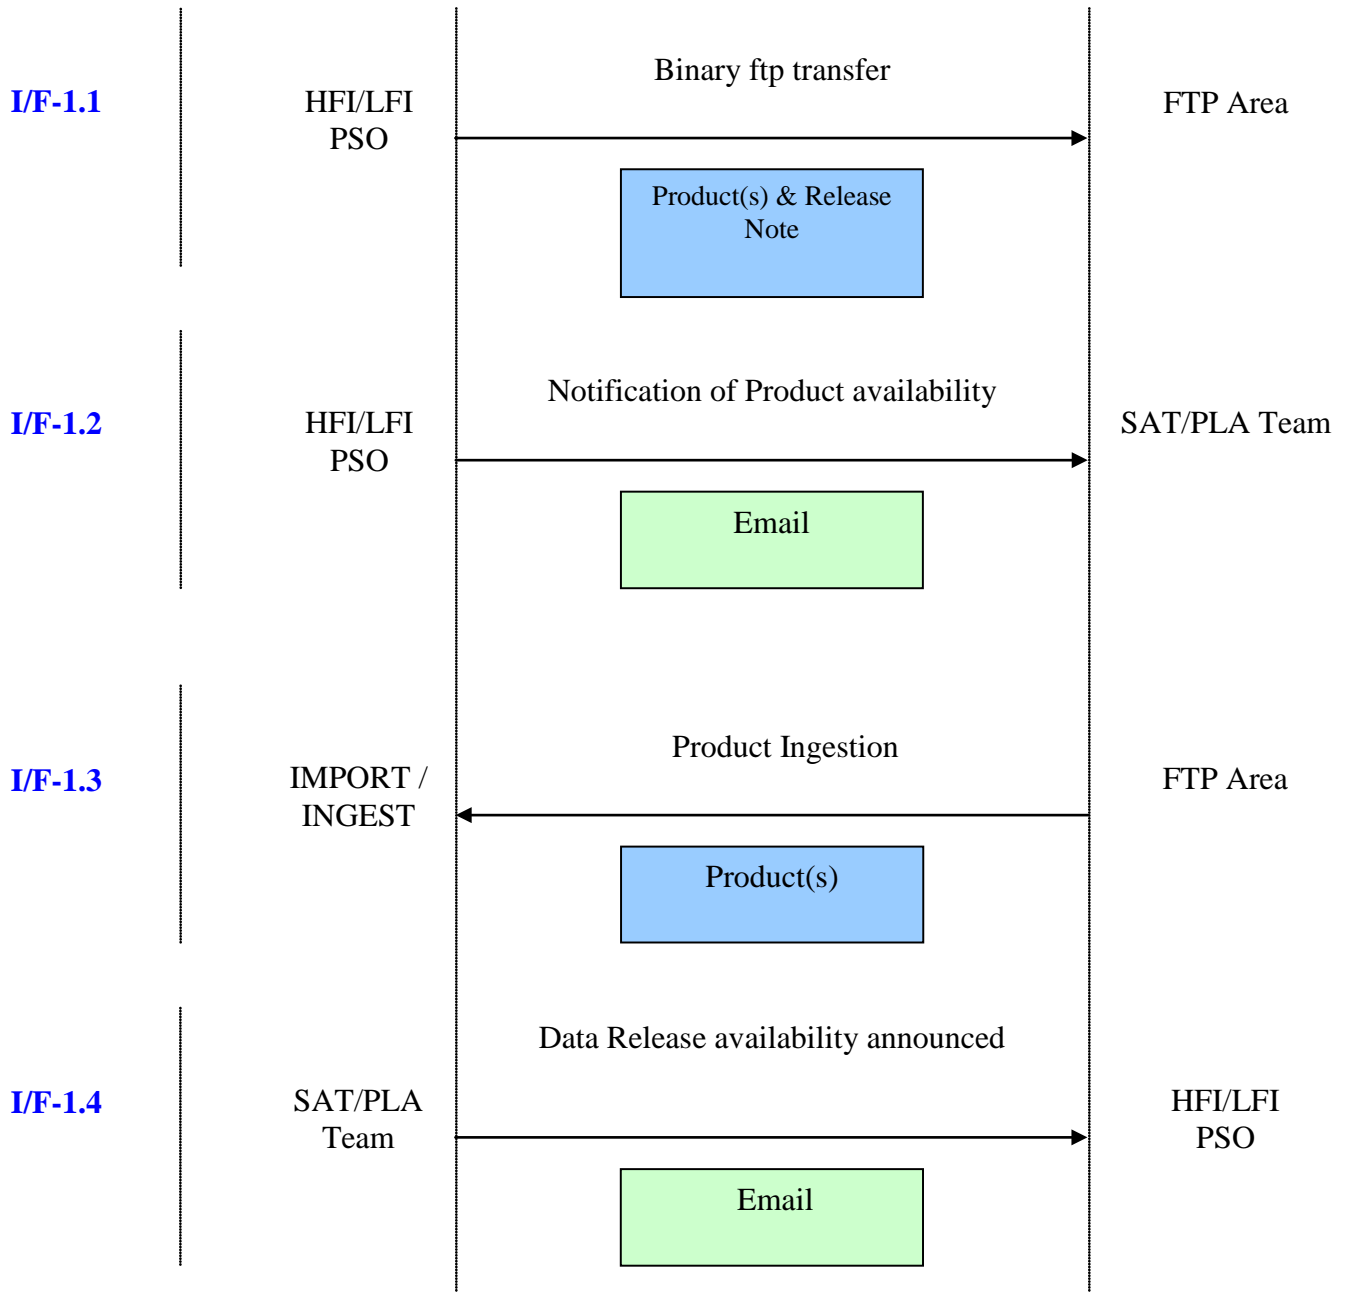 Binary ftp transfer
I/F-1.1
HFI/LFI
PSO
FTP Area
Product(s) & Release
Note
Notification of Product availability
I/F-1.2
HFI/LFI
PSO
SAT/PLA Team
Email
Product Ingestion
I/F-1.3
IMPORT /
INGEST
FTP Area
Product(s)
Data Release availability announced
I/F-1.4
SAT/PLA
Team
HFI/LFI
PSO
Email